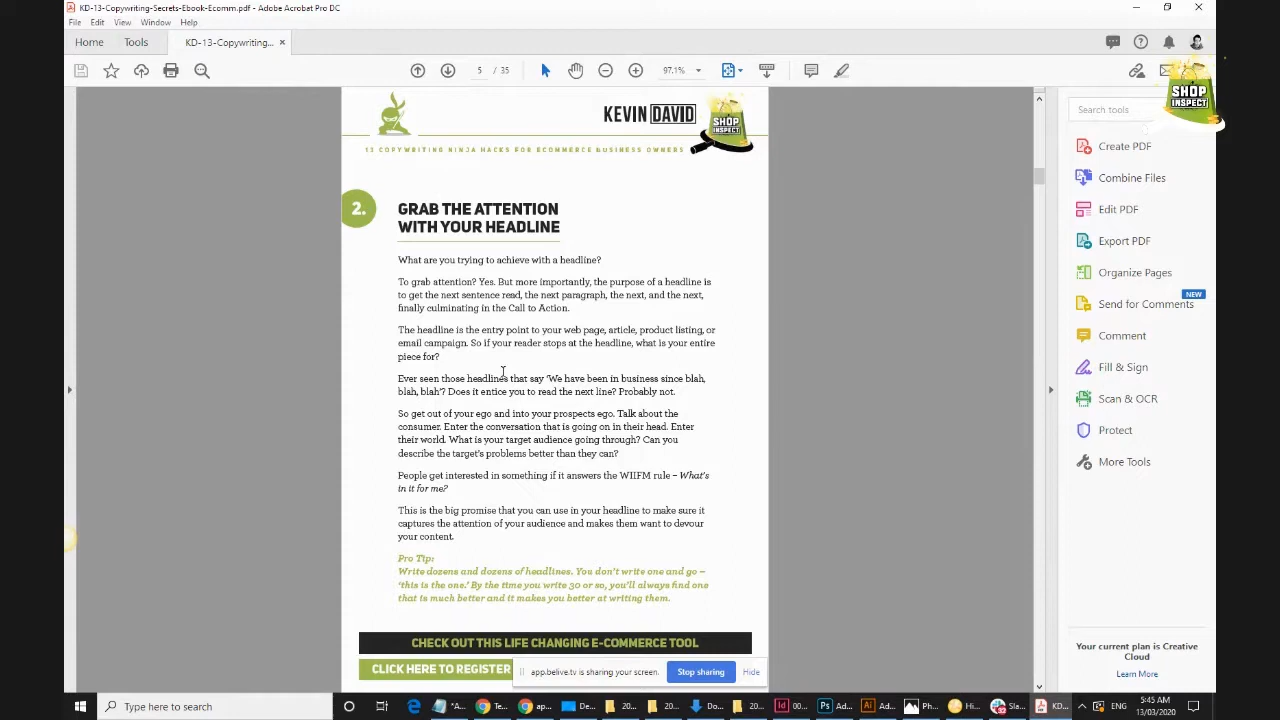 KD-13-Copywriting-Secrets-Ebook-Ecomm.pdf - Adobe Acrobat Pro DC
File Edit View Window Help
Home Tools KD-13-Copywriting... ×
5 / 35 97.1%
SHOP
INSPECT
KEVIN DAVID
SHOP
INSPECT
13 COPYWRITING NINJA HACKS FOR ECOMMERCE BUSINESS OWNERS
2. GRAB THE ATTENTION
WITH YOUR HEADLINE
What are you trying to achieve with a headline?
To grab attention? Yes. But more importantly, the purpose of a headline is
to get the next sentence read, the next paragraph, the next, and the next,
finally culminating in the Call to Action.
The headline is the entry point to your web page, article, product listing, or
email campaign. So if your reader stops at the headline, what is your entire
piece for?
Ever seen those headlines that say 'We have been in business since blah,
blah, blah'? Does it entice you to read the next line? Probably not.
So get out of your ego and into your prospects ego. Talk about the
consumer. Enter the conversation that is going on in their head. Enter
their world. What is your target audience going through? Can you
describe the target's problems better than they can?
People get interested in something if it answers the WIIFM rule – What's
in it for me?
This is the big promise that you can use in your headline to make sure it
captures the attention of your audience and makes them want to devour
your content.
Pro Tip:
Write dozens and dozens of headlines. You don't write one and go –
'this is the one.' By the time you write 30 or so, you'll always find one
that is much better and it makes you better at writing them.
CHECK OUT THIS LIFE CHANGING E-COMMERCE TOOL
CLICK HERE TO REGISTER
app.belive.tv is sharing your screen. Stop sharing Hide
Search tools
Create PDF
Combine Files
Edit PDF
Export PDF
Organize Pages
NEW
Send for Comments
Comment
Fill & Sign
Scan & OCR
Protect
More Tools
Your current plan is Creative
Cloud
Learn More
Type here to search
*A... Te... ap... De... 20... 20... Do... 20... 00... Ad... Ad... Ph... Hi... Sla... KD...
ENG
5:45 AM
13/03/2020